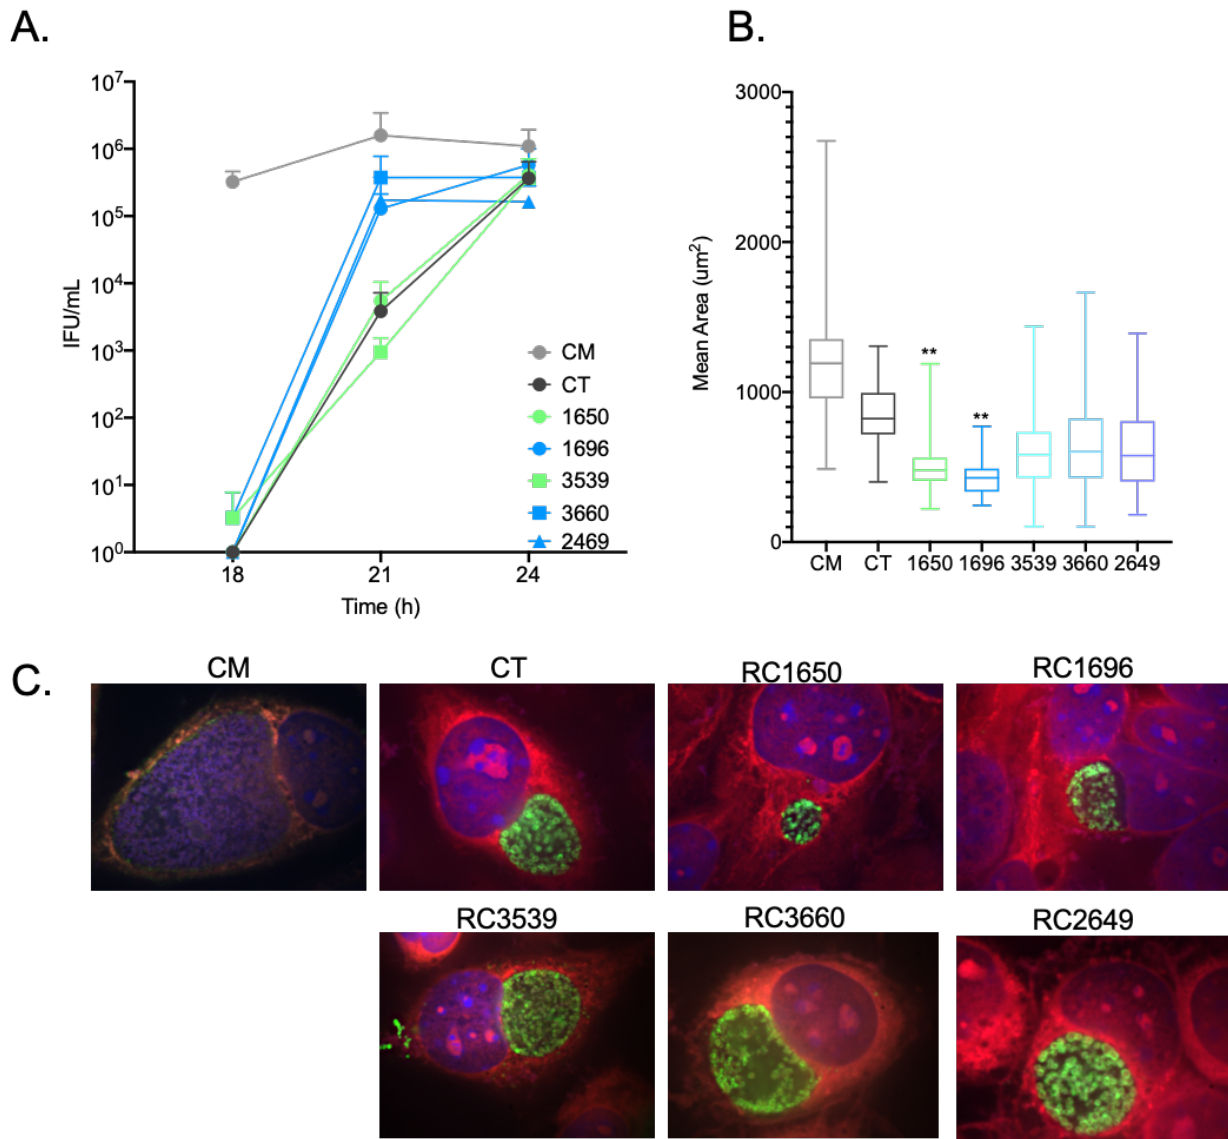 A.
10^7
10^6
10^5
10^4
10^3
10^2
10^1
10^0
IFU/mL
18
21
24
Time (h)
CM
CT
1650
1696
3539
3660
2469
B.
3000
2000
1000
0
Mean Area (um^2)
**
**
CM CT 1650 1696 3539 3660 2649
C.
CM CT RC1650 RC1696
RC3539 RC3660 RC2649